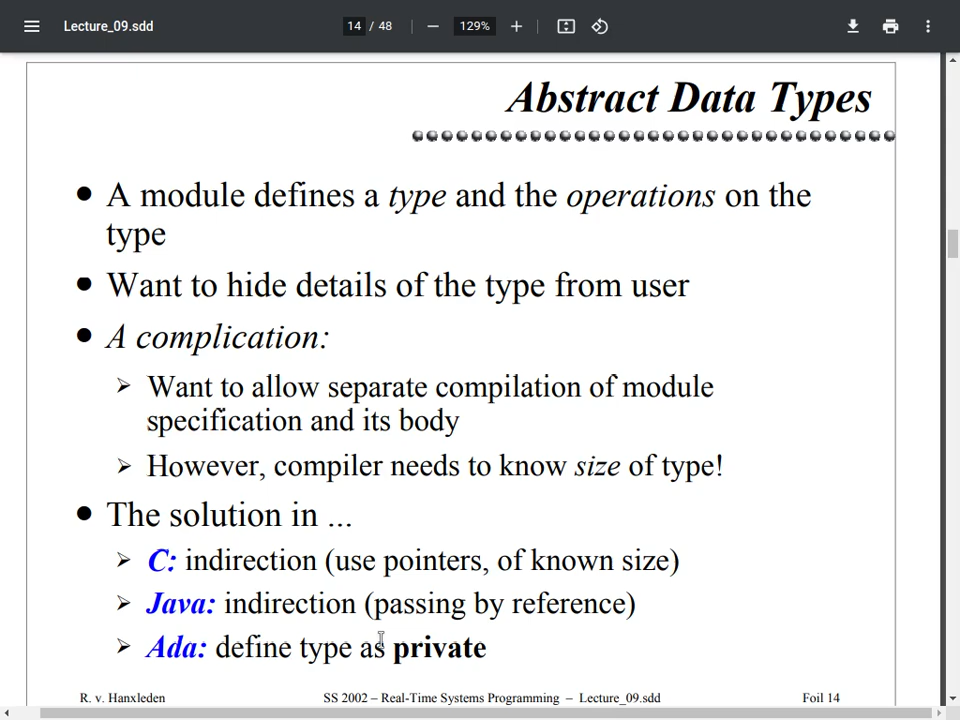 Lecture_09.sdd
14 / 48
129%
Abstract Data Types
• A module defines a type and the operations on the
type
• Want to hide details of the type from user
• A complication:
➢ Want to allow separate compilation of module
specification and its body
➢ However, compiler needs to know size of type!
• The solution in ...
➢ C: indirection (use pointers, of known size)
➢ Java: indirection (passing by reference)
➢ Ada: define type as private
R. v. Hanxleden SS 2002 – Real-Time Systems Programming – Lecture_09.sdd Foil 14